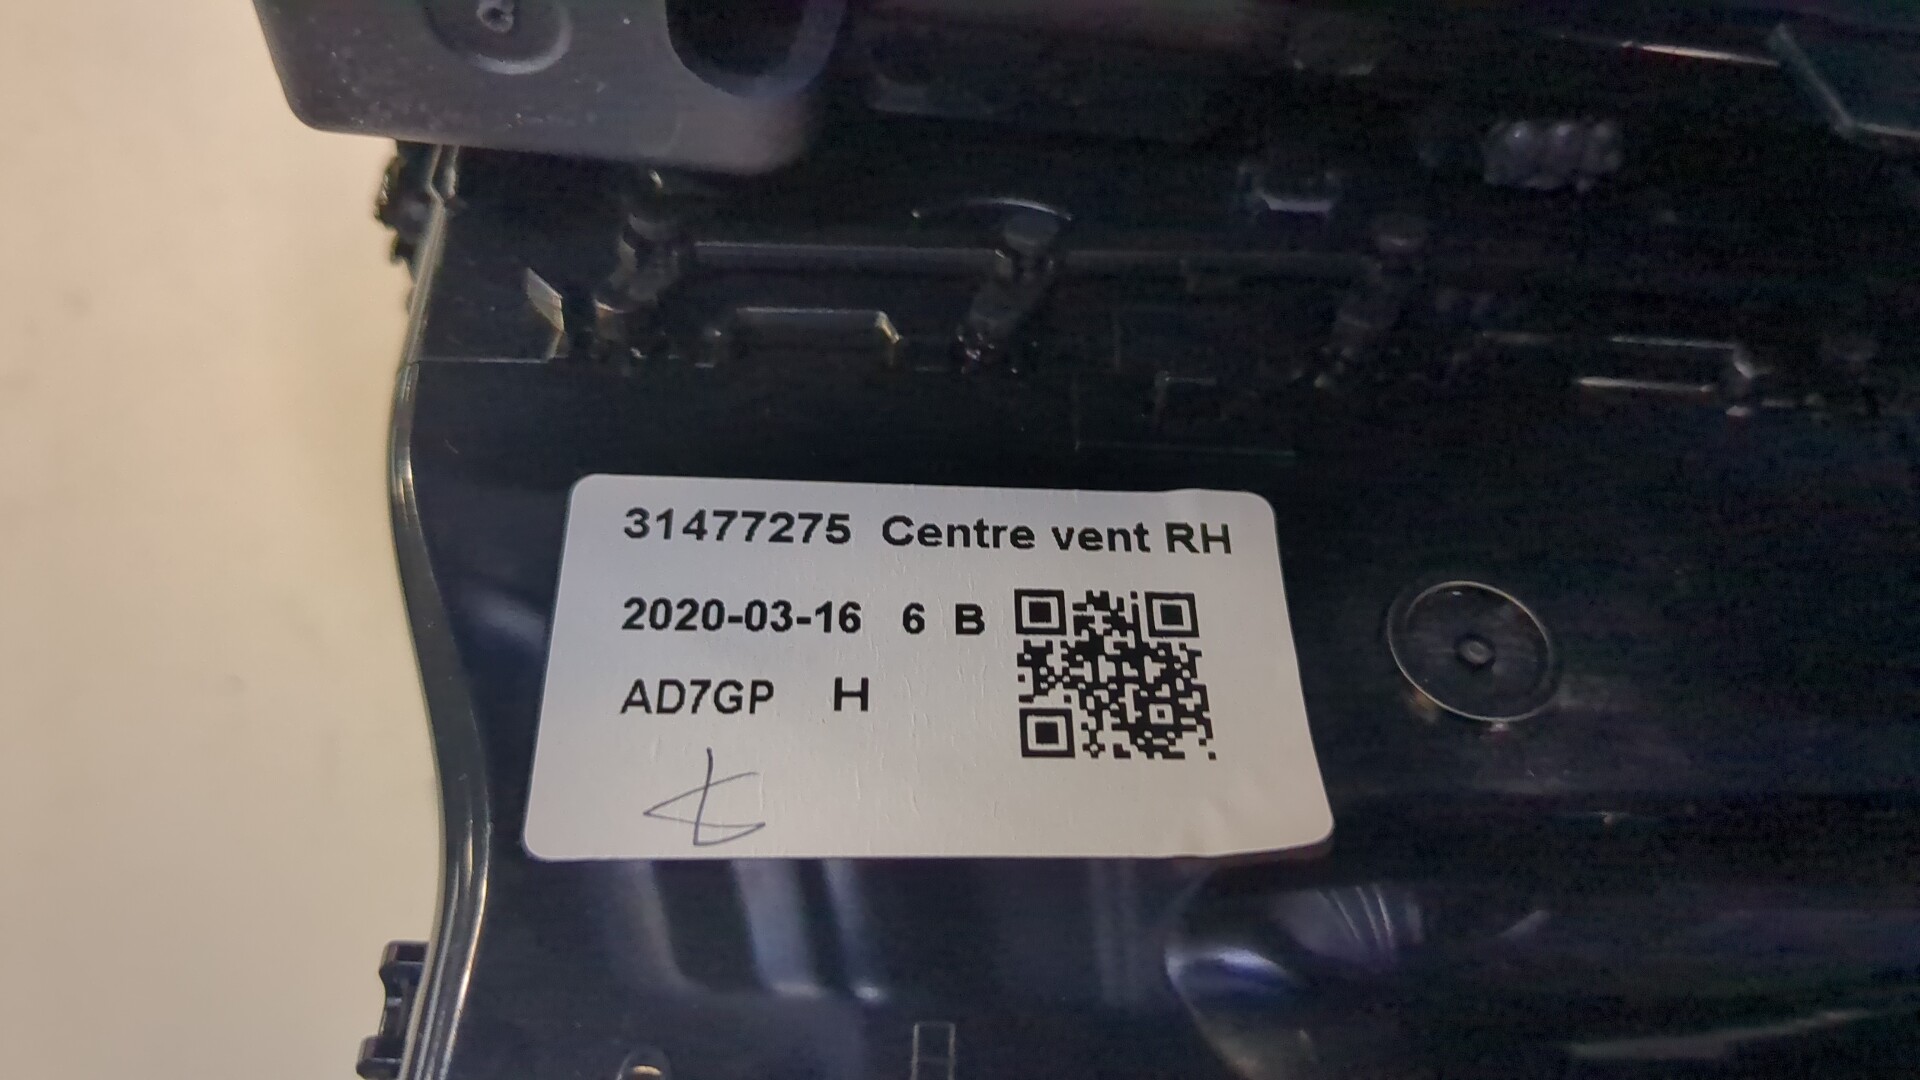 31477275 Centre vent RH
2020-03-16 6 B
AD7GP H